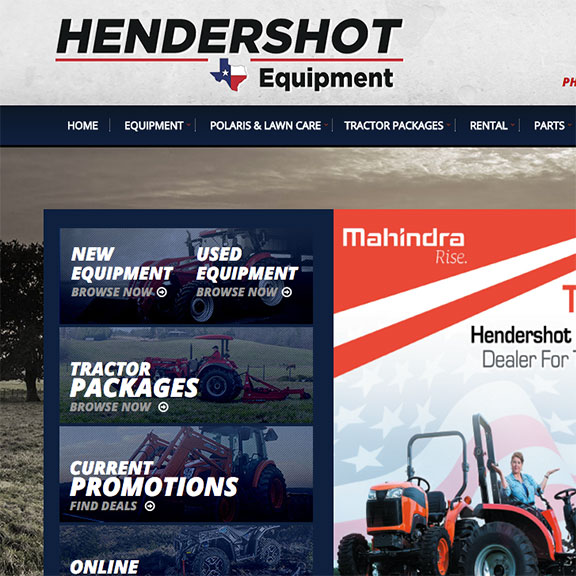 HENDERSHOT
Equipment
PH
HOME
EQUIPMENT
POLARIS & LAWN CARE
TRACTOR PACKAGES
RENTAL
PARTS
NEW
EQUIPMENT
BROWSE NOW
USED
EQUIPMENT
BROWSE NOW
TRACTOR
PACKAGES
BROWSE NOW
CURRENT
PROMOTIONS
FIND DEALS
ONLINE
Mahindra
Rise.
T
Hendershot
Dealer For T